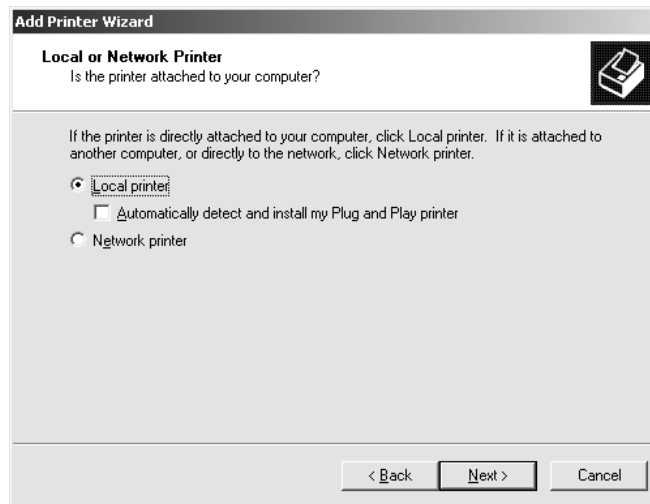 Add Printer Wizard
Local or Network Printer
Is the printer attached to your computer?
If the printer is directly attached to your computer, click Local printer. If it is attached to
another computer, or directly to the network, click Network printer.
Local printer
Automatically detect and install my Plug and Play printer
Network printer
< Back
Next >
Cancel